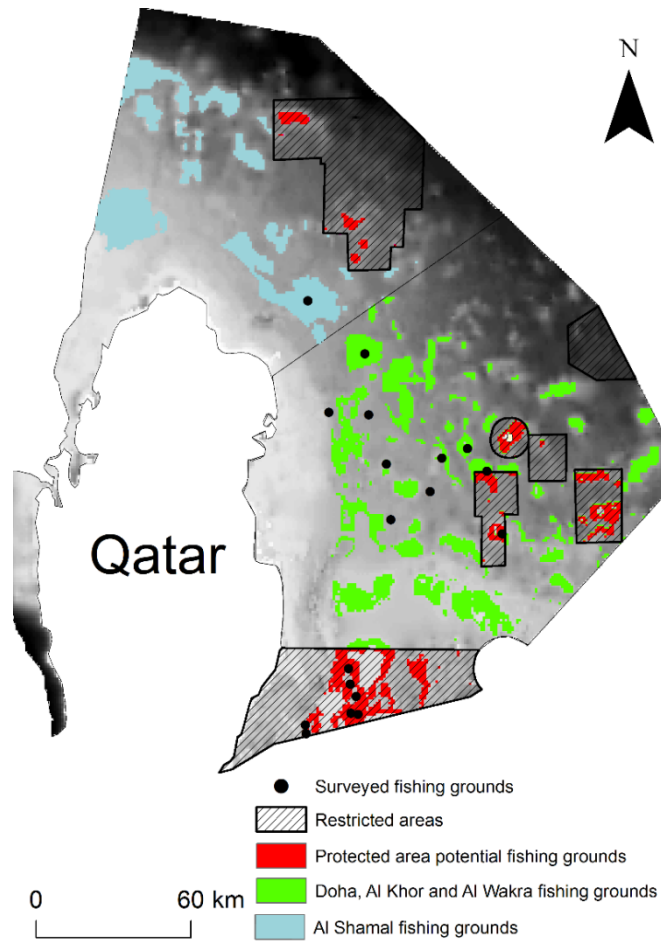 N
Qatar
Surveyed fishing grounds
Restricted areas
Protected area potential fishing grounds
Doha, Al Khor and Al Wakra fishing grounds
Al Shamal fishing grounds
0 60 km